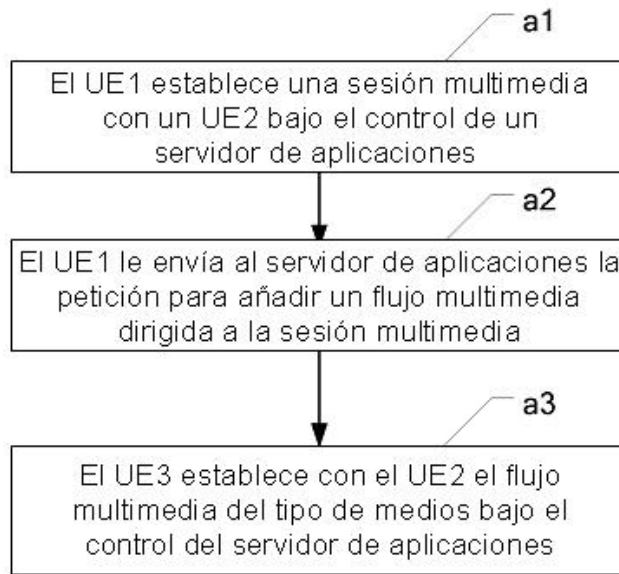 a1
El UE1 establece una sesión multimedia
con un UE2 bajo el control de un
servidor de aplicaciones
a2
El UE1 le envía al servidor de aplicaciones la
petición para añadir un flujo multimedia
dirigida a la sesión multimedia
a3
El UE3 establece con el UE2 el flujo
multimedia del tipo de medios bajo el
control del servidor de aplicaciones